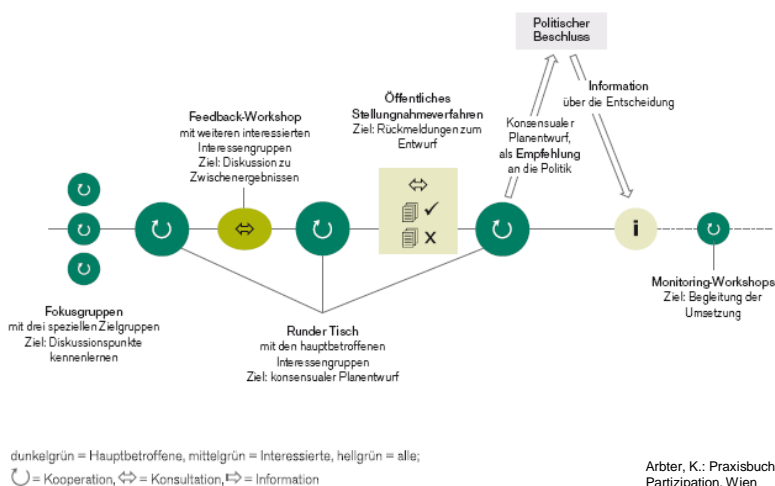 Politischer
Beschluss
Information
über die Entscheidung
Öffentliches
Stellungnahmeverfahren
Ziel: Rückmeldungen zum
Entwurf
Feedback-Workshop
mit weiteren interessierten
Interessengruppen
Ziel: Diskussion zu
Zwischenergebnissen
Konsensualer
Planentwurf,
als Empfehlung
an die Politik
i
Fokusgruppen
mit drei speziellen Zielgruppen
Ziel: Diskussionspunkte
kennenlernen
Runder Tisch
mit den hauptbetroffenen
Interessengruppen
Ziel: konsensualer Planentwurf
Monitoring-Workshops
Ziel: Begleitung der
Umsetzung
dunkelgrün = Hauptbetroffene, mittelgrün = Interessierte, hellgrün = alle;
↻ = Kooperation, ⇔ = Konsultation, ⇨ = Information
Arbter, K.: Praxisbuch
Partizipation, Wien